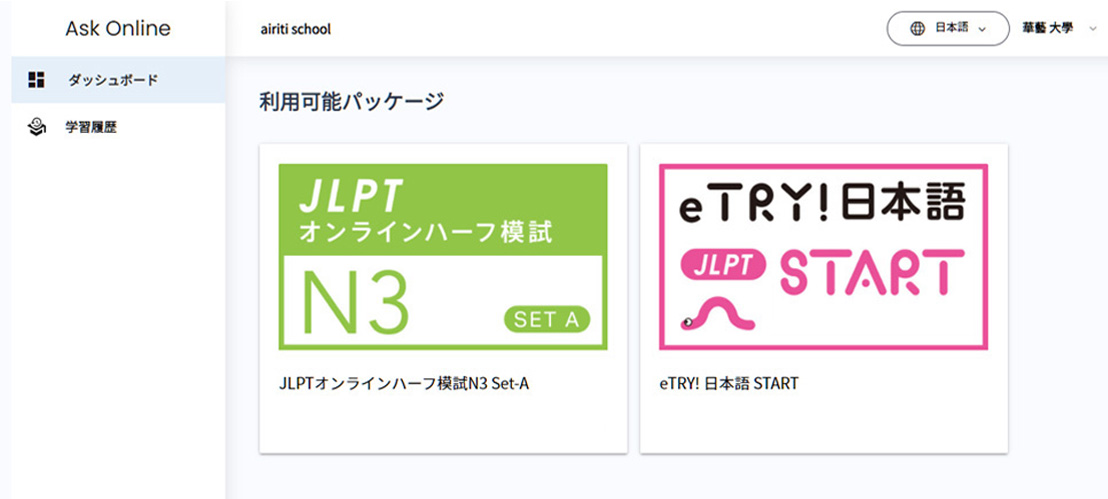 Ask Online
airiti school
日本語
華藝 大學
ダッシュボード
学習履歴
利用可能パッケージ
JLPT
オンラインハーフ模試
N3
SET A
JLPTオンラインハーフ模試N3 Set-A
eTRY!日本語
JLPT START
eTRY! 日本語 START